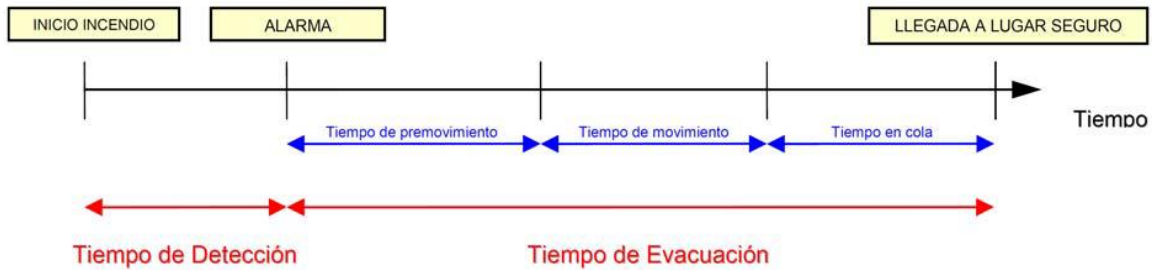 INICIO INCENDIO
ALARMA
LLEGADA A LUGAR SEGURO
Tiempo
Tiempo de premovimiento
Tiempo de movimiento
Tiempo en cola
Tiempo de Detección
Tiempo de Evacuación